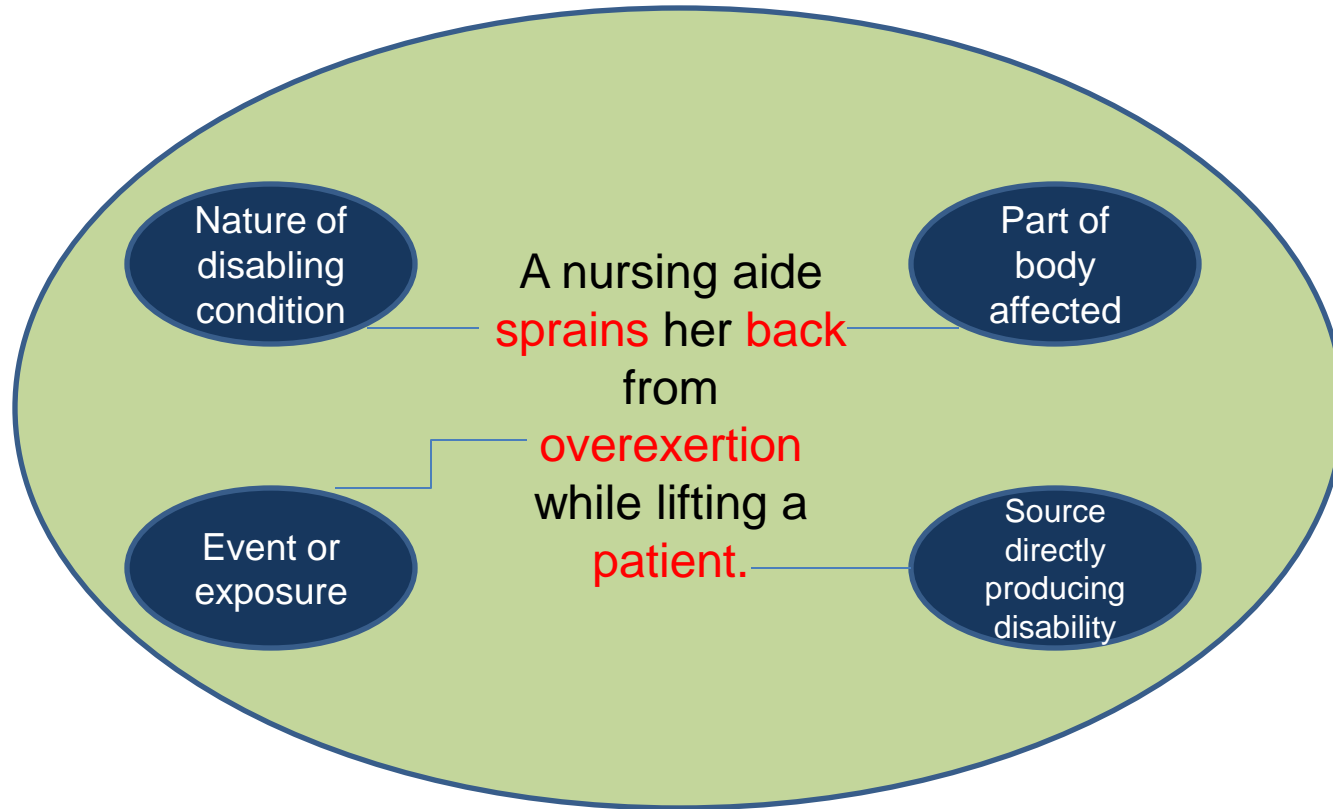 Nature of
disabling
condition
Part of
body
affected
A nursing aide
sprains her back
from
overexertion
while lifting a
patient.
Event or
exposure
Source
directly
producing
disability